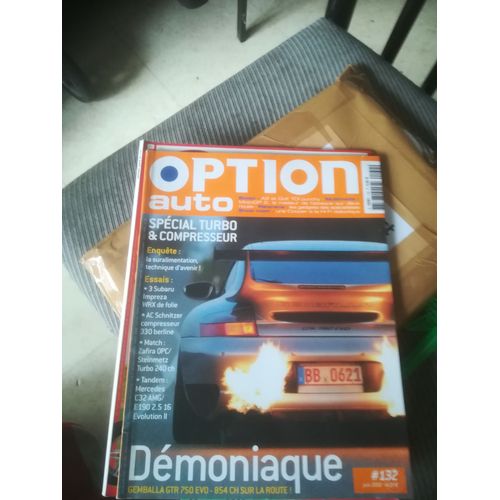 OPTION
auto
SPÉCIAL TURBO
& COMPRESSEUR
Enquête :
la suralimentation,
technique d'avenir !
Essais :
• 3 Subaru
Impreza
WRX de folie
• AC Schnitzer
compresseur
330 berline
• Match :
Zafira OPC/
Steinmetz
Turbo 240 ch
• Tandem :
Mercedes
C32 AMG/
E190 2.5 16
Evolution II
BB 0621
Démoniaque
GEMBALLA GTR 750 EVO - 954 CH SUR LA ROUTE !
#132